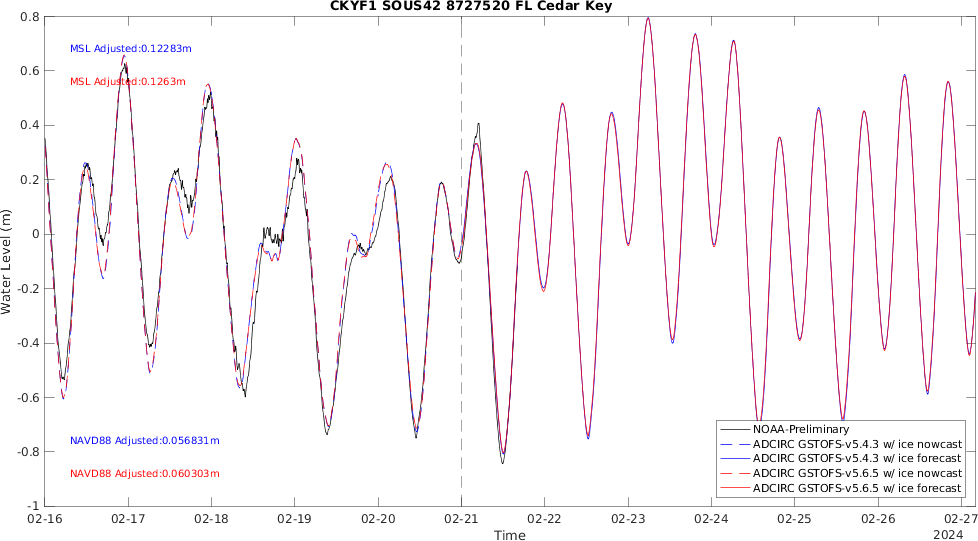 CKYF1 SOUS42 8727520 FL Cedar Key
0.8
0.6
0.4
0.2
0
-0.2
-0.4
-0.6
-0.8
-1
Water Level (m)
MSL Adjusted:0.12283m
MSL Adjusted:0.1263m
NAVD88 Adjusted:0.056831m
NAVD88 Adjusted:0.060303m
NOAA-Preliminary
ADCIRC GSTOFS-v5.4.3 w/ ice nowcast
ADCIRC GSTOFS-v5.4.3 w/ ice forecast
ADCIRC GSTOFS-v5.6.5 w/ ice nowcast
ADCIRC GSTOFS-v5.6.5 w/ ice forecast
02-16 02-17 02-18 02-19 02-20 02-21 02-22 02-23 02-24 02-25 02-26 02-27
Time 2024